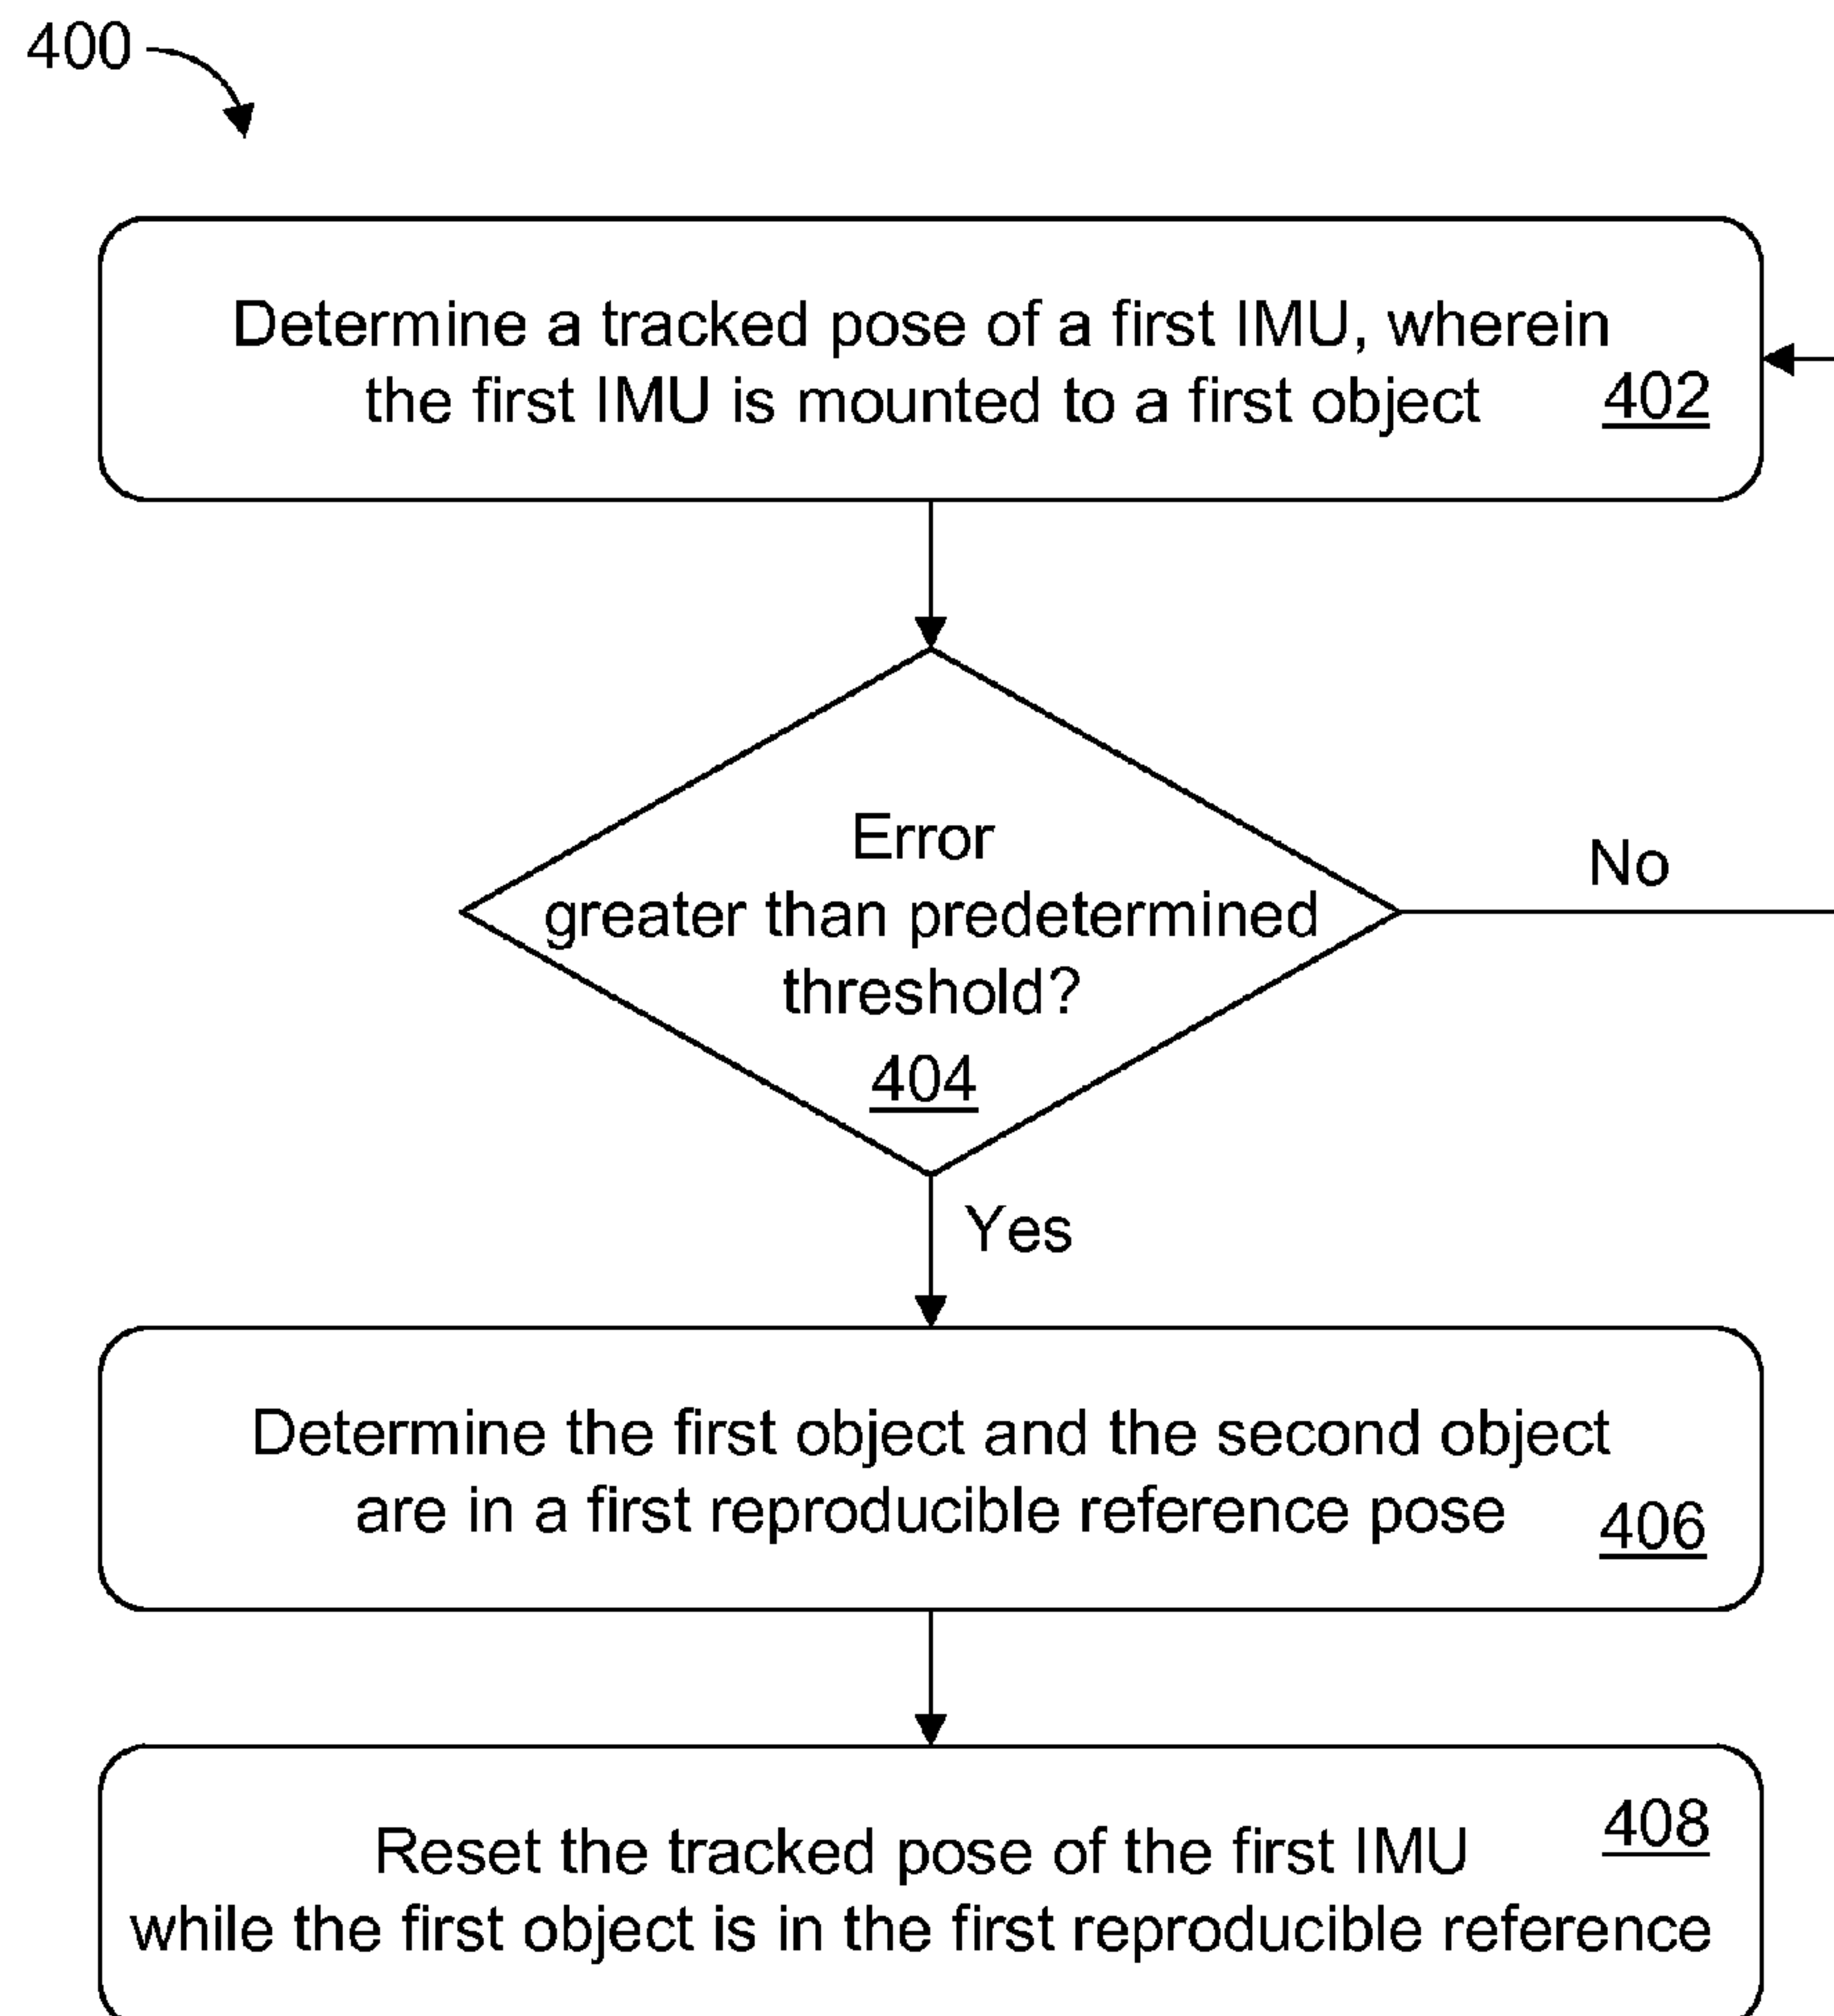 400
Determine a tracked pose of a first IMU, wherein
the first IMU is mounted to a first object
402
Error
greater than predetermined
threshold?
404
No
Yes
Determine the first object and the second object
are in a first reproducible reference pose
406
408
Reset the tracked pose of the first IMU
while the first object is in the first reproducible reference